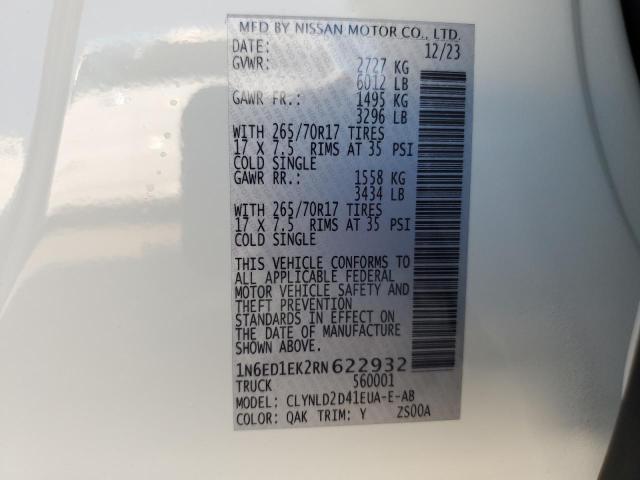 MFD BY NISSAN MOTOR CO., LTD.
DATE: 12/23
GVWR: 2727 KG
6012 LB
GAWR FR.: 1495 KG
3296 LB
WITH 265/70R17 TIRES
17 X 7.5 RIMS AT 35 PSI
COLD SINGLE
GAWR RR.: 1558 KG
3434 LB
WITH 265/70R17 TIRES
17 X 7.5 RIMS AT 35 PSI
COLD SINGLE
THIS VEHICLE CONFORMS TO
ALL APPLICABLE FEDERAL
MOTOR VEHICLE SAFETY AND
THEFT PREVENTION
STANDARDS IN EFFECT ON
THE DATE OF MANUFACTURE
SHOWN ABOVE.
1N6ED1EK2RN622932
TRUCK 560001
MODEL: CLYNLD2D41EUA-E-AB
COLOR: QAK TRIM: Y ZS00A